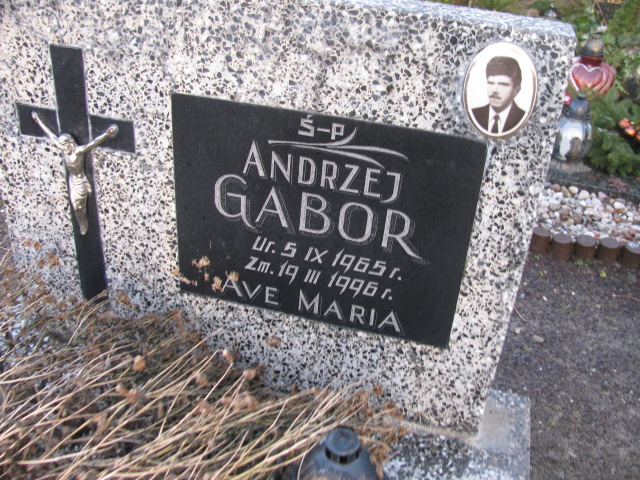 Ś-P
ANDRZEJ
GABOR
Ur. 5 IX 1965 r.
Zm. 19 III 1996 r.
AVE MARIA